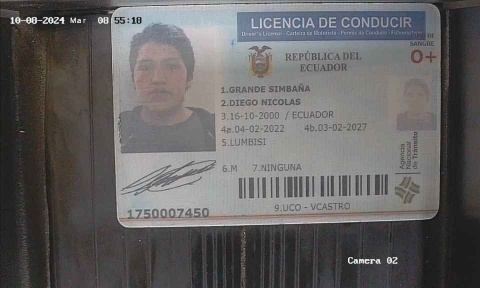 10-08-2024 Mar 08:55:18
LICENCIA DE CONDUCIR
Driver's License - Carteira de Motorista - Permis de Conduire - Führerschein
REPÚBLICA DEL
ECUADOR
SANGRE
O+
1.GRANDE SIMBAÑA
2.DIEGO NICOLAS
3.16-10-2000 / ECUADOR
4a.04-02-2022 4b.03-02-2027
5.LUMBISI
6.M 7.NINGUNA
Agencia
Nacional
de Tránsito
1750007450
9.UCO - VCASTRO
Camera 02